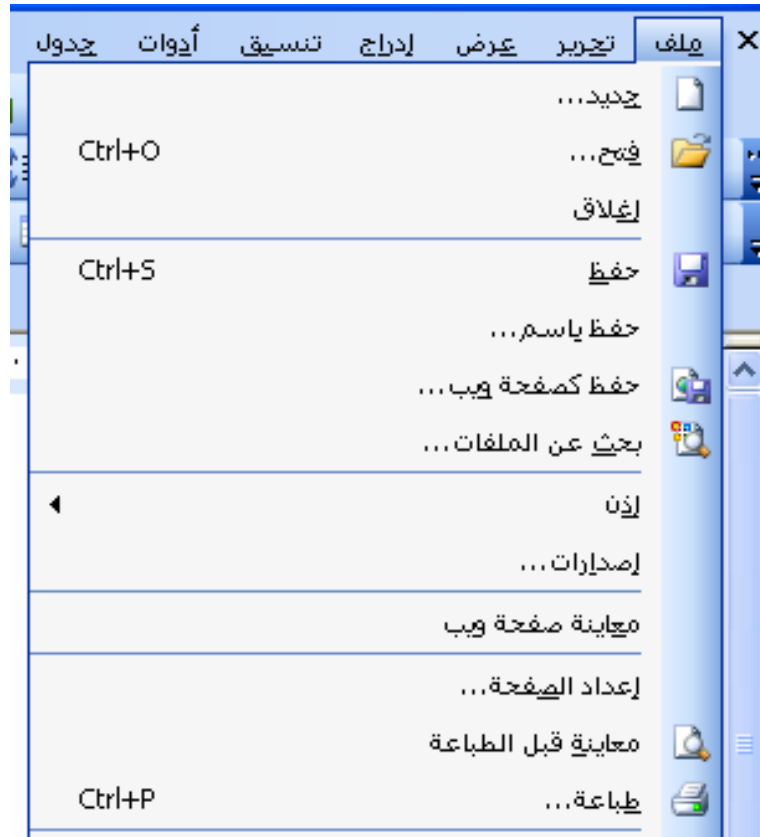 ملف تحرير عرض إدراج تنسيق أدوات جدول
جديد...
فتح... Ctrl+O
إغلاق
حفظ Ctrl+S
حفظ باسم...
حفظ كصفحة ويب...
بحث عن الملفات...
إذن
إصدارات...
معاينة صفحة ويب
إعداد الصفحة...
معاينة قبل الطباعة
طباعة... Ctrl+P